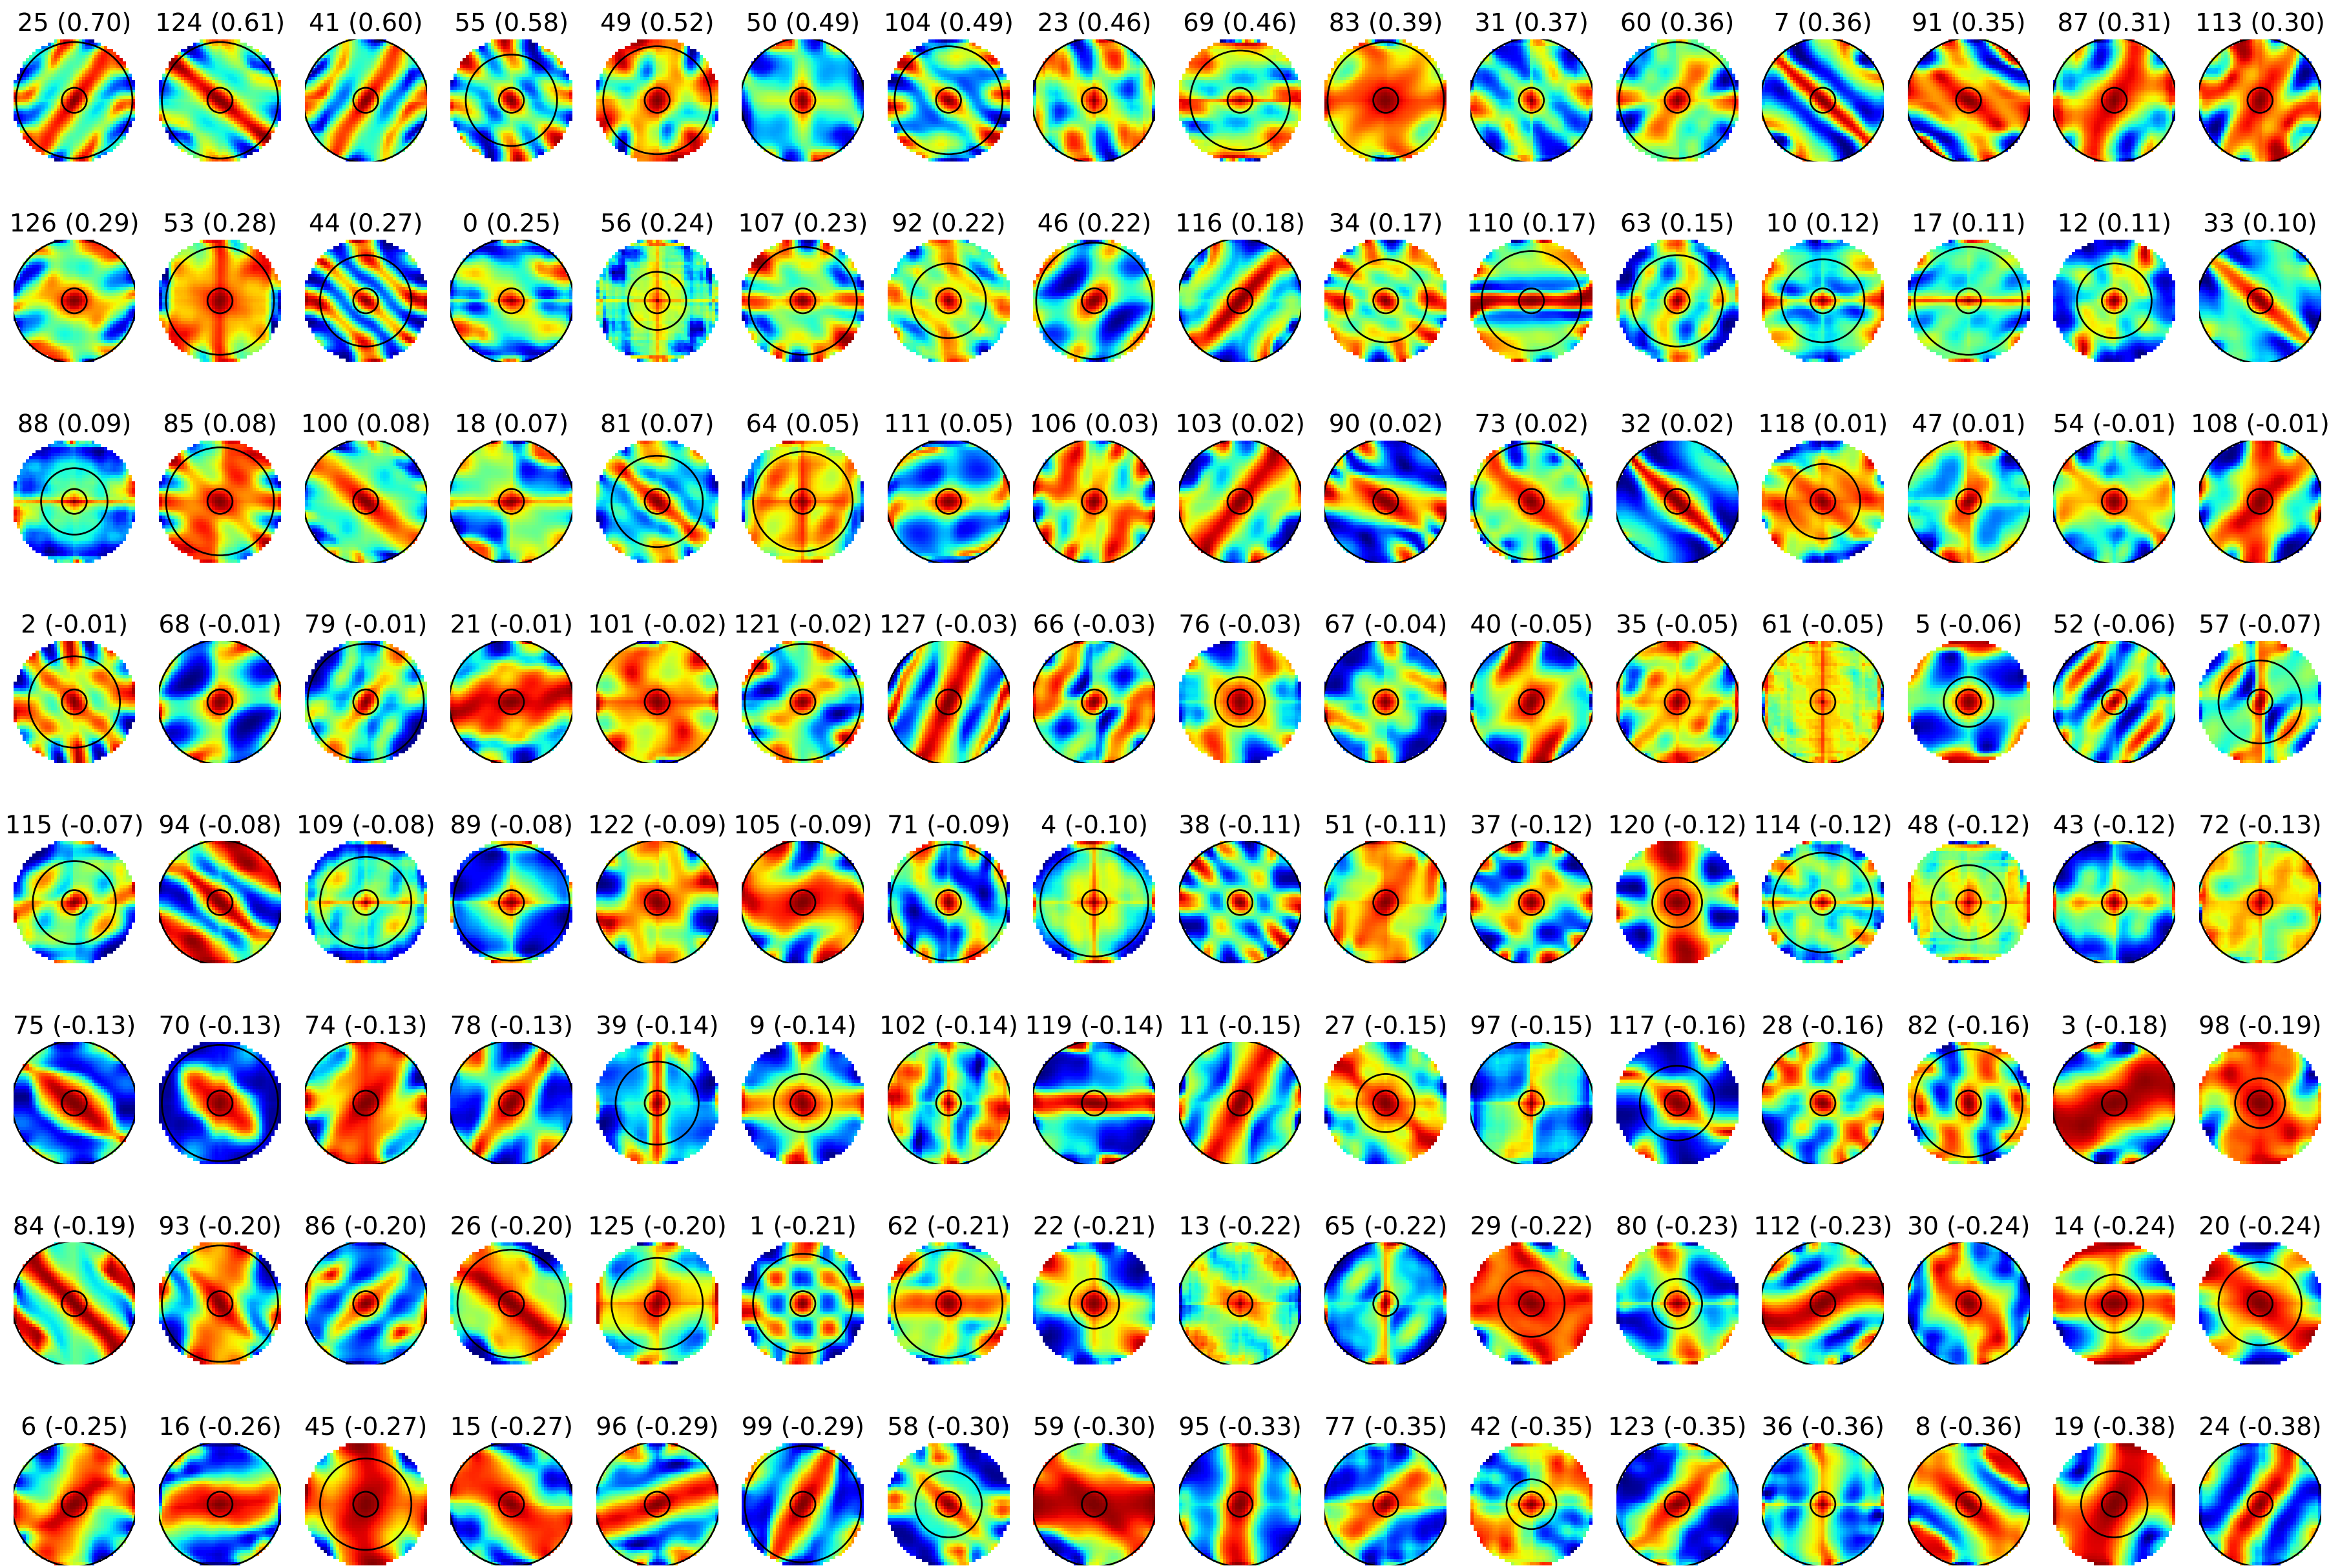 25 (0.70) 124 (0.61) 41 (0.60) 55 (0.58) 49 (0.52) 50 (0.49) 104 (0.49) 23 (0.46) 69 (0.46) 83 (0.39) 31 (0.37) 60 (0.36) 7 (0.36) 91 (0.35) 87 (0.31) 113 (0.30)
126 (0.29) 53 (0.28) 44 (0.27) 0 (0.25) 56 (0.24) 107 (0.23) 92 (0.22) 46 (0.22) 116 (0.18) 34 (0.17) 110 (0.17) 63 (0.15) 10 (0.12) 17 (0.11) 12 (0.11) 33 (0.10)
88 (0.09) 85 (0.08) 100 (0.08) 18 (0.07) 81 (0.07) 64 (0.05) 111 (0.05) 106 (0.03) 103 (0.02) 90 (0.02) 73 (0.02) 32 (0.02) 118 (0.01) 47 (0.01) 54 (-0.01) 108 (-0.01)
2 (-0.01) 68 (-0.01) 79 (-0.01) 21 (-0.01) 101 (-0.02) 121 (-0.02) 127 (-0.03) 66 (-0.03) 76 (-0.03) 67 (-0.04) 40 (-0.05) 35 (-0.05) 61 (-0.05) 5 (-0.06) 52 (-0.06) 57 (-0.07)
115 (-0.07) 94 (-0.08) 109 (-0.08) 89 (-0.08) 122 (-0.09) 105 (-0.09) 71 (-0.09) 4 (-0.10) 38 (-0.11) 51 (-0.11) 37 (-0.12) 120 (-0.12) 114 (-0.12) 48 (-0.12) 43 (-0.12) 72 (-0.13)
75 (-0.13) 70 (-0.13) 74 (-0.13) 78 (-0.13) 39 (-0.14) 9 (-0.14) 102 (-0.14) 119 (-0.14) 11 (-0.15) 27 (-0.15) 97 (-0.15) 117 (-0.16) 28 (-0.16) 82 (-0.16) 3 (-0.18) 98 (-0.19)
84 (-0.19) 93 (-0.20) 86 (-0.20) 26 (-0.20) 125 (-0.20) 1 (-0.21) 62 (-0.21) 22 (-0.21) 13 (-0.22) 65 (-0.22) 29 (-0.22) 80 (-0.23) 112 (-0.23) 30 (-0.24) 14 (-0.24) 20 (-0.24)
6 (-0.25) 16 (-0.26) 45 (-0.27) 15 (-0.27) 96 (-0.29) 99 (-0.29) 58 (-0.30) 59 (-0.30) 95 (-0.33) 77 (-0.35) 42 (-0.35) 123 (-0.35) 36 (-0.36) 8 (-0.36) 19 (-0.38) 24 (-0.38)